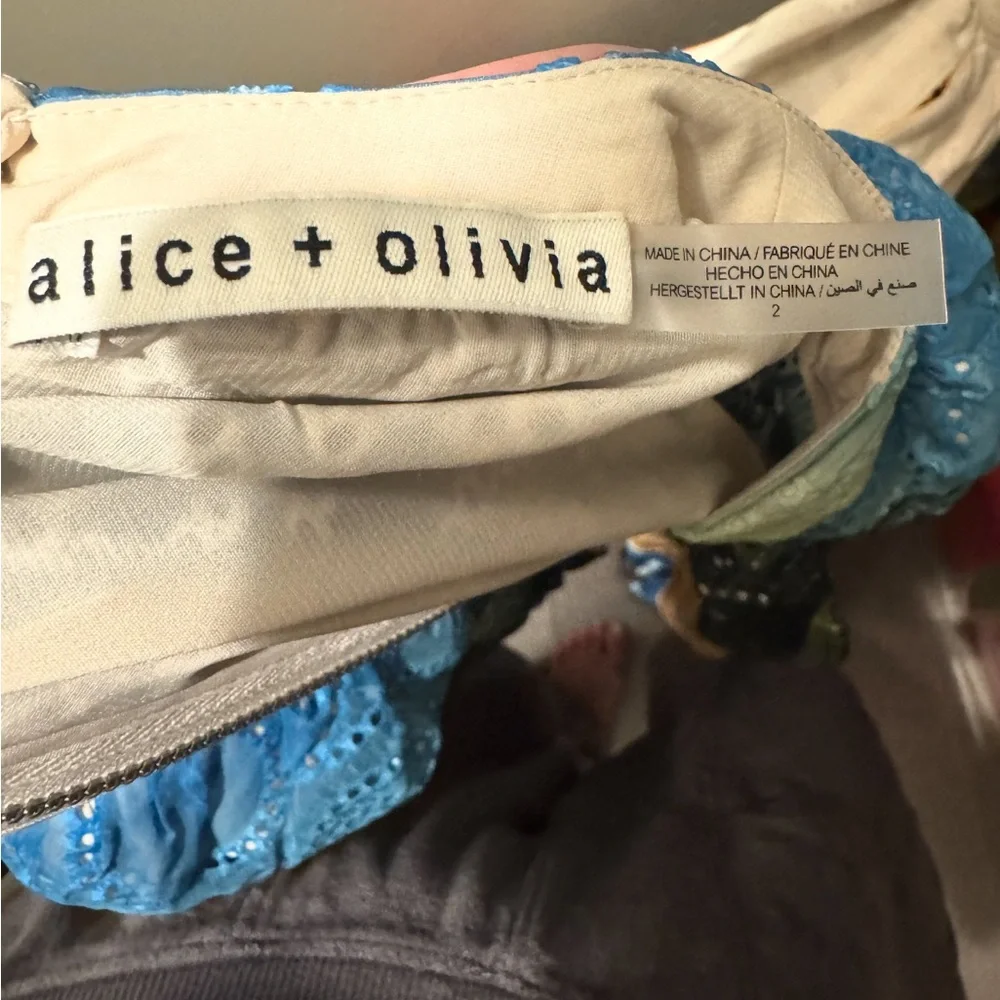 alice + olivia
MADE IN CHINA / FABRIQUÉ EN CHINE
HECHO EN CHINA
HERGESTELLT IN CHINA / صنع في الصين
2